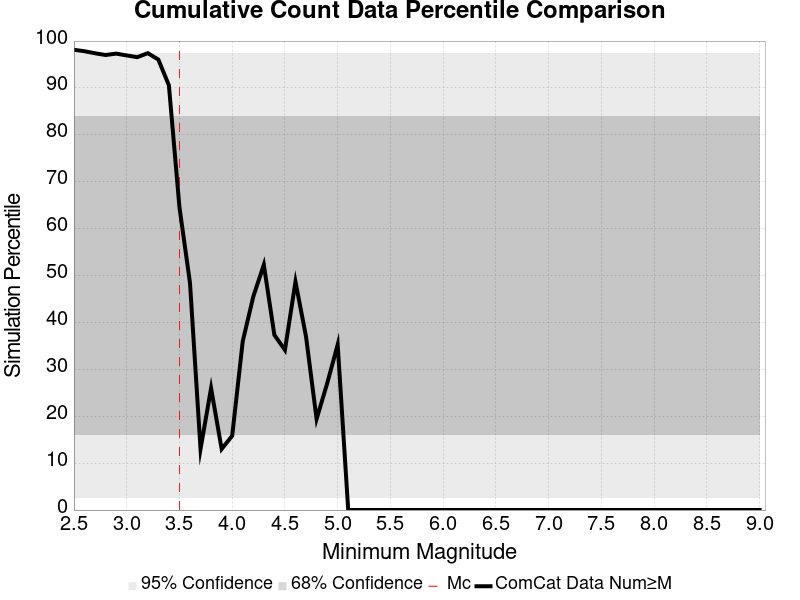 Cumulative Count Data Percentile Comparison
Simulation Percentile
100
90
80
70
60
50
40
30
20
10
0
2.5 3.0 3.5 4.0 4.5 5.0 5.5 6.0 6.5 7.0 7.5 8.0 8.5 9.0
Minimum Magnitude
95% Confidence 68% Confidence Mc ComCat Data Num≥M